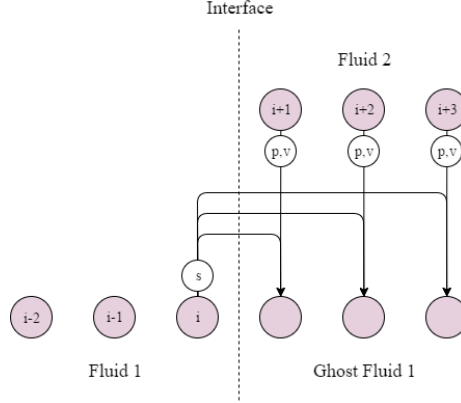 Interface
Fluid 2
i+1 i+2 i+3
p,v p,v p,v
s
i-2 i-1 i
Fluid 1 Ghost Fluid 1